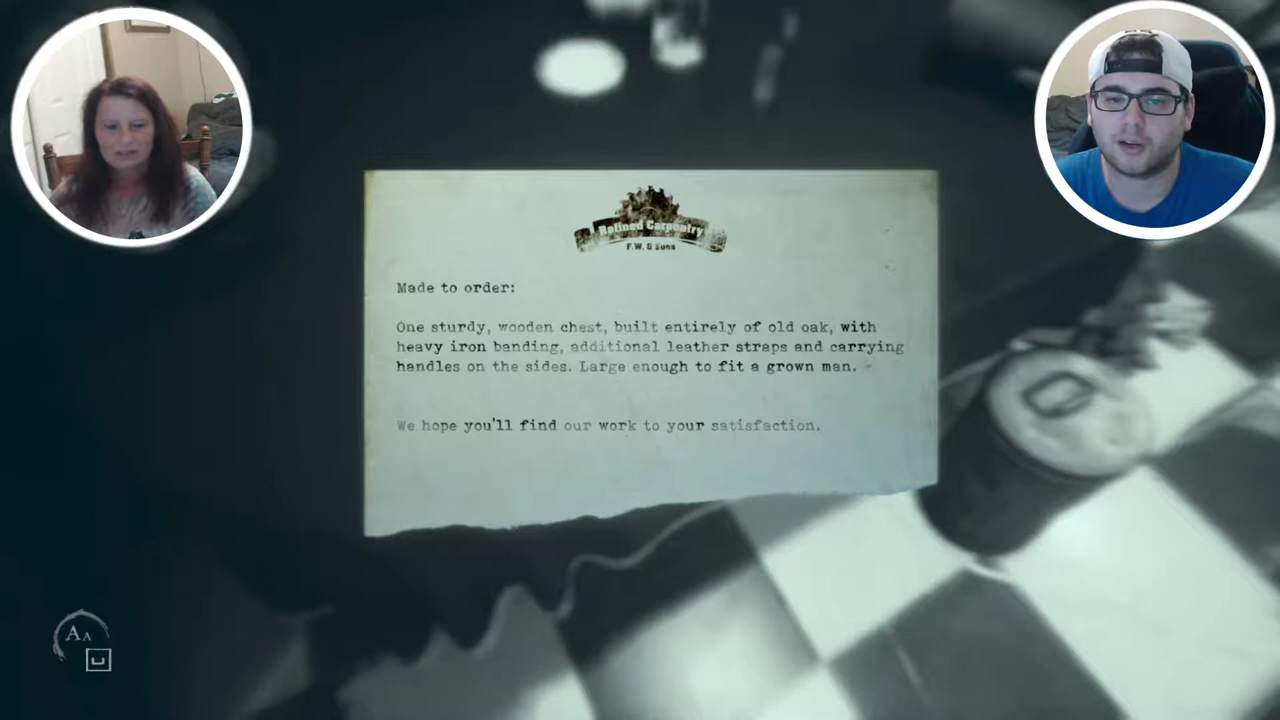 Refined Carpentry
F.W. & Sons
Made to order:
One sturdy, wooden chest, built entirely of old oak, with
heavy iron banding, additional leather straps and carrying
handles on the sides. Large enough to fit a grown man.
We hope you'll find our work to your satisfaction.
AA